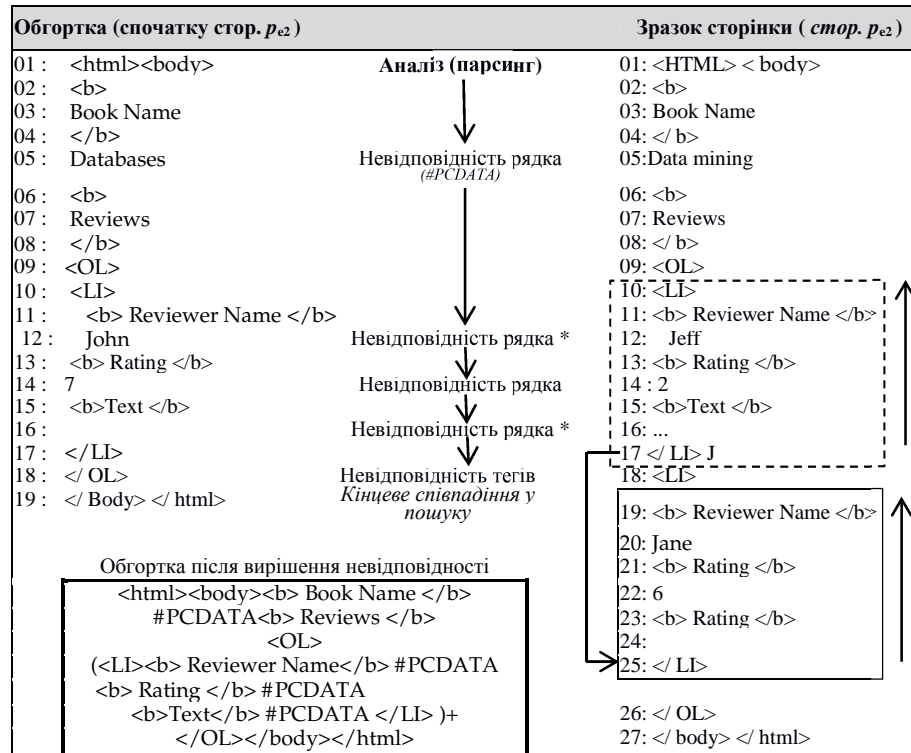 Обгортка (спочатку стор. pе2 )
01 : <html><body>
02 : <b>
03 : Book Name
04 : </b>
05 : Databases
06 : <b>
07 : Reviews
08 : </b>
09 : <OL>
10 : <LI>
11 : <b> Reviewer Name </b>
12 : John
13 : <b> Rating </b>
14 : 7
15 : <b>Text </b>
16 :
17 : </LI>
18 : </ OL>
19 : </ Body> </ html>
Аналіз (парсинг)
Невідповідність рядка
(#PCDATA)
Невідповідність рядка *
Невідповідність рядка
Невідповідність рядка *
Невідповідність тегів
Кінцеве співпадіння у
пошуку
Зразок сторінки ( стор. pе2 )
01: <HTML> < body>
02: <b>
03: Book Name
04: </ b>
05:Data mining
06: <b>
07: Reviews
08: </ b>
09: <OL>
10: <LI>
11: <b> Reviewer Name </b>
12: Jeff
13: <b> Rating </b>
14 : 2
15: <b>Text </b>
16: ...
17 </ LI> J
18: <LI>
19: <b> Reviewer Name </b>
20: Jane
21: <b> Rating </b>
22: 6
23: <b> Rating </b>
24:
25: </ LI>
26: </ OL>
27: </ body> </ html>
Обгортка після вирішення невідповідності
<html><body><b> Book Name </b>
#PCDATA<b> Reviews </b>
<OL>
(<LI><b> Reviewer Name</b> #PCDATA
<b> Rating </b> #PCDATA
<b>Text</b> #PCDATA </LI> )+
</OL></body></html>